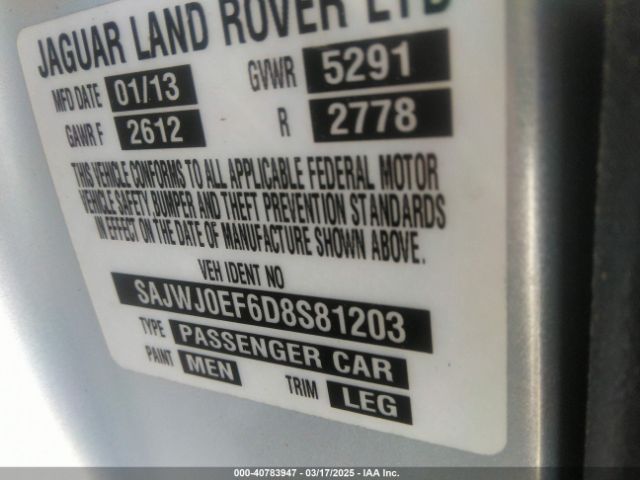 JAGUAR LAND ROVER LTD
MFD DATE 01/13 GVWR 5291
GAWR F 2612 R 2778
THIS VEHICLE CONFORMS TO ALL APPLICABLE FEDERAL MOTOR
VEHICLE SAFETY, BUMPER AND THEFT PREVENTION STANDARDS
IN EFFECT ON THE DATE OF MANUFACTURE SHOWN ABOVE.
VEH IDENT NO
SAJWJ0EF6D8S81203
TYPE PASSENGER CAR
PAINT MEN TRIM LEG
000-40783947 - 03/17/2025 - IAA Inc.